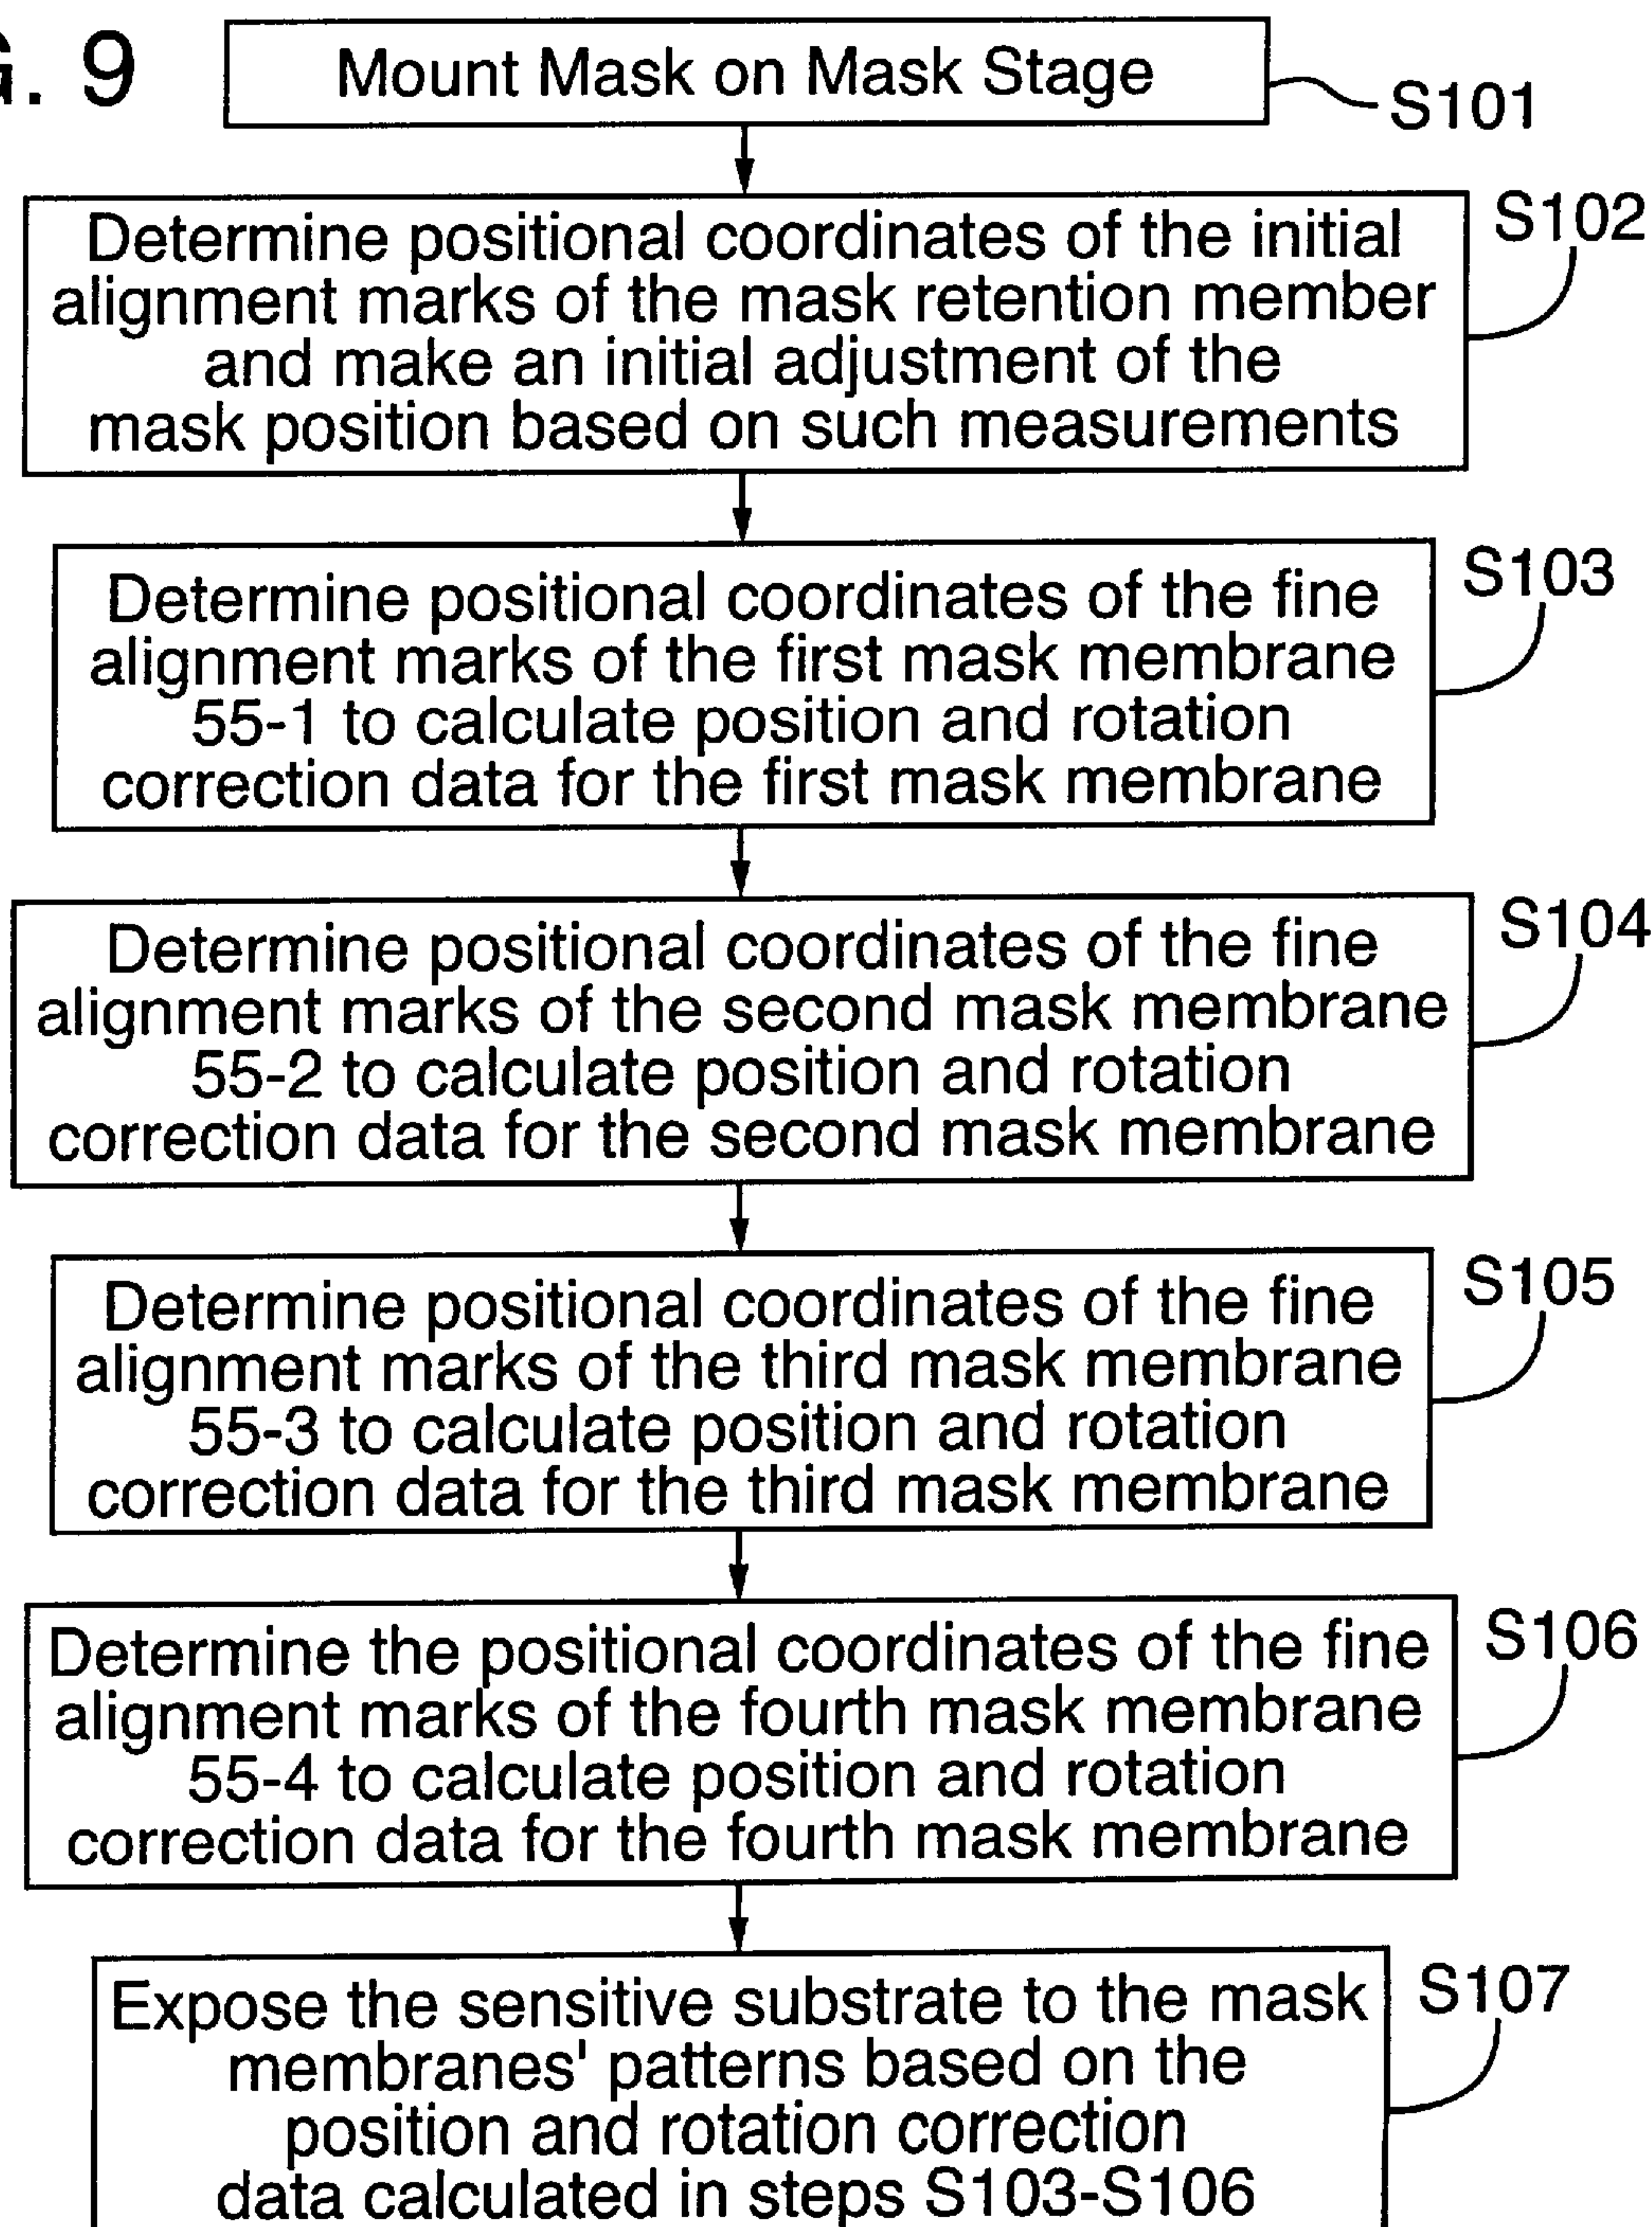 G. 9
Mount Mask on Mask Stage
S101
Determine positional coordinates of the initial
alignment marks of the mask retention member
and make an initial adjustment of the
mask position based on such measurements
S102
Determine positional coordinates of the fine
alignment marks of the first mask membrane
55-1 to calculate position and rotation
correction data for the first mask membrane
S103
Determine positional coordinates of the fine
alignment marks of the second mask membrane
55-2 to calculate position and rotation
correction data for the second mask membrane
S104
Determine positional coordinates of the fine
alignment marks of the third mask membrane
55-3 to calculate position and rotation
correction data for the third mask membrane
S105
Determine the positional coordinates of the fine
alignment marks of the fourth mask membrane
55-4 to calculate position and rotation
correction data for the fourth mask membrane
S106
Expose the sensitive substrate to the mask
membranes' patterns based on the
position and rotation correction
data calculated in steps S103-S106
S107